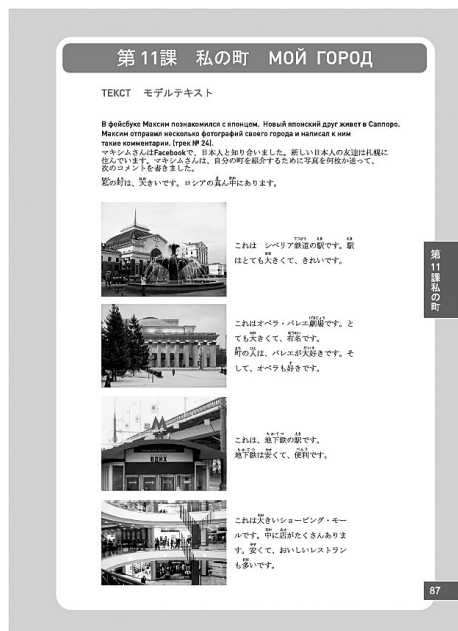 第11課 私の町 МОЙ ГОРОД
ТЕКСТ モデルテキスト
В фейсбуке Максим познакомился с японцем. Новый японский друг живет в Саппоро.
Максим отправил несколько фотографий своего города и написал к ним
такие комментарии. (трек № 24).
マキシムさんはFacebookで、日本人と知り合いました。新しい日本人の友達は札幌に
住んでいます。マキシムさんは、自分の町を紹介するために写真を何枚か送って、
次のコメントを書きました。
私の町は、大きいです。ロシアの真ん中にあります。
これは シベリア鉄道の駅です。駅
はとても大きくて、きれいです。
これはオペラ・バレエ劇場です。と
ても大きくて、有名です。
町の人は、バレエが大好きです。そ
して、オペラも好きです。
ВДНХ
これは、地下鉄の駅です。
地下鉄は安くて、便利です。
これは大きいショーピング・モー
ルです。中に店がたくさんありま
す。安くて、おいしいレストラン
も多いです。
第11課 私の町
87